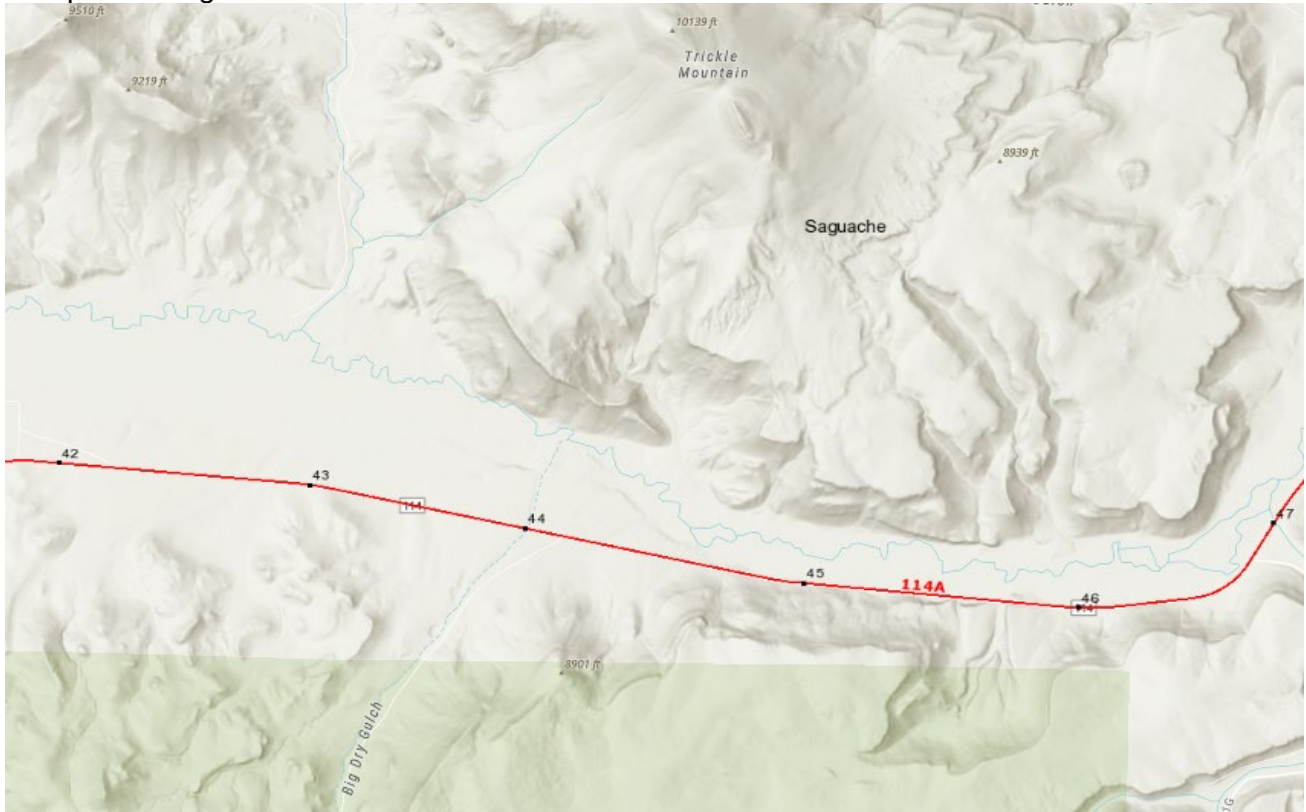 9510 ft
10139 ft
Trickle
Mountain
9219 ft
8939 ft
Saguache
42
43
114
44
45
114A
46
47
8901 ft
Big Dry Gulch